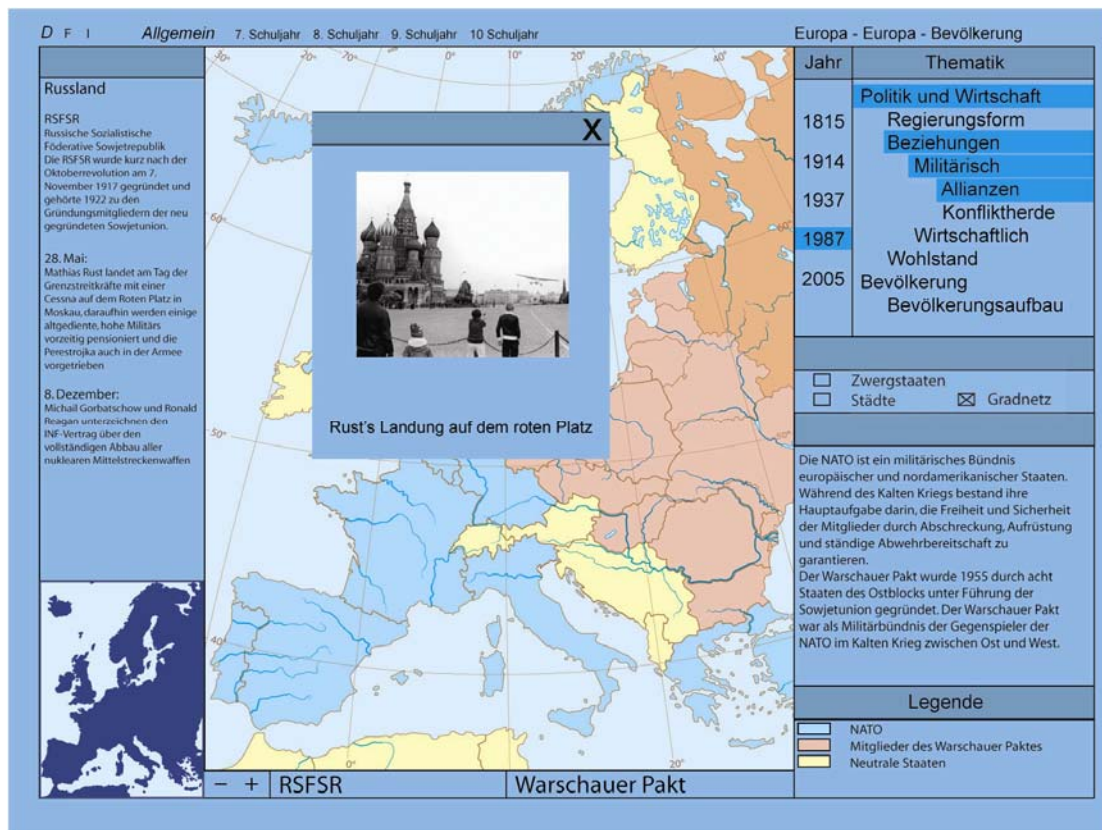 D F I Allgemein 7. Schuljahr 8. Schuljahr 9. Schuljahr 10 Schuljahr
Europa - Europa - Bevölkerung
Russland
RSFSR
Russische Sozialistische
Föderative Sowjetrepublik
Die RSFSR wurde kurz nach der
Oktoberrevolution am 7.
November 1917 gegründet und
gehörte 1922 zu den
Gründungsmitgliedern der neu
gegründeten Sowjetunion.
28. Mai:
Mathias Rust landet am Tag der
Grenzstreitkräfte mit einer
Cessna auf dem Roten Platz in
Moskau, daraufhin werden einige
altgediente, hohe Militärs
vorzeitig pensioniert und die
Perestrojka auch in der Armee
vorgetrieben
8. Dezember:
Michail Gorbatschow und Ronald
Reagan unterzeichnen den
INF-Vertrag über den
vollständigen Abbau aller
nuklearen Mittelstreckenwaffen
30° 20° 10° 0°
60°
50°
40°
0° 10° 20°
X
Rust's Landung auf dem roten Platz
- + RSFSR Warschauer Pakt
Jahr Thematik
1815
1914
1937
1987
2005
Politik und Wirtschaft
Regierungsform
Beziehungen
Militärisch
Allianzen
Konfliktherde
Wirtschaftlich
Wohlstand
Bevölkerung
Bevölkerungsaufbau
Zwergstaaten
Städte Gradnetz
Die NATO ist ein militärisches Bündnis
europäischer und nordamerikanischer Staaten.
Während des Kalten Kriegs bestand ihre
Hauptaufgabe darin, die Freiheit und Sicherheit
der Mitglieder durch Abschreckung, Aufrüstung
und ständige Abwehrbereitschaft zu
garantieren.
Der Warschauer Pakt wurde 1955 durch acht
Staaten des Ostblocks unter Führung der
Sowjetunion gegründet. Der Warschauer Pakt
war als Militärbündnis der Gegenspieler der
NATO im Kalten Krieg zwischen Ost und West.
Legende
NATO
Mitglieder des Warschauer Paktes
Neutrale Staaten